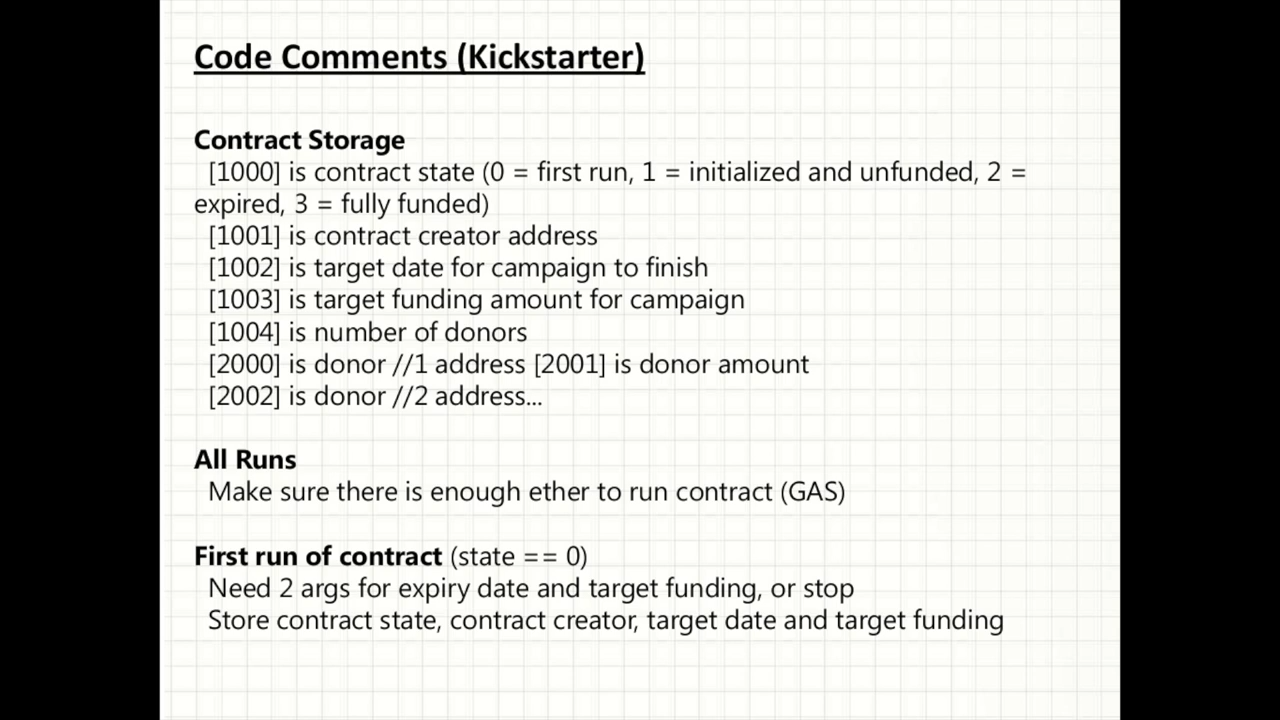 Code Comments (Kickstarter)
Contract Storage
[1000] is contract state (0 = first run, 1 = initialized and unfunded, 2 =
expired, 3 = fully funded)
[1001] is contract creator address
[1002] is target date for campaign to finish
[1003] is target funding amount for campaign
[1004] is number of donors
[2000] is donor //1 address [2001] is donor amount
[2002] is donor //2 address...
All Runs
Make sure there is enough ether to run contract (GAS)
First run of contract (state == 0)
Need 2 args for expiry date and target funding, or stop
Store contract state, contract creator, target date and target funding